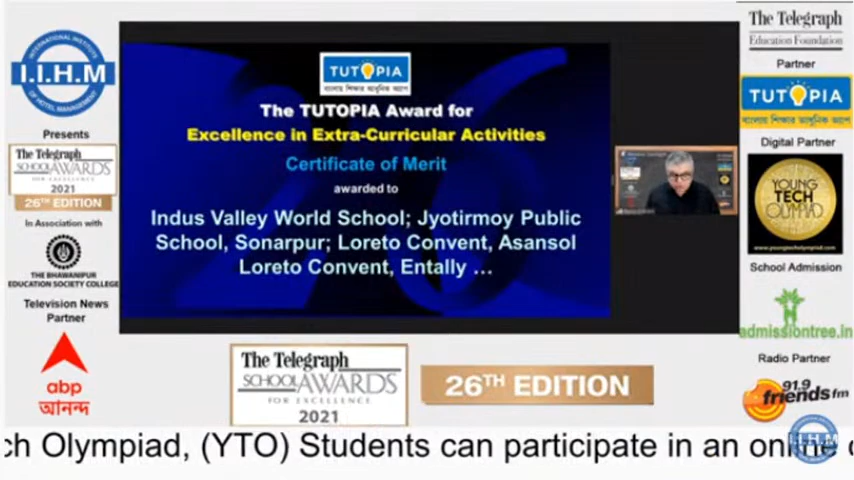 INTERNATIONAL INSTITUTE
I.I.H.M
OF HOTEL MANAGEMENT
Presents
The Telegraph
SCHOOL AWARDS
FOR EXCELLENCE
2021
26TH EDITION
In Association with
THE BHAWANIPUR
EDUCATION SOCIETY COLLEGE
Television News
Partner
abp
আনন্দ
TUTOPIA
বাংলায় শিক্ষার আধুনিক অ্যাপ
The TUTOPIA Award for
Excellence in Extra-Curricular Activities
Certificate of Merit
awarded to
Indus Valley World School; Jyotirmoy Public
School, Sonarpur; Loreto Convent, Asansol
Loreto Convent, Entally ...
The Telegraph
Education Foundation
Partner
TUTOPIA
বাংলায় শিক্ষার আধুনিক অ্যাপ
Digital Partner
YOUNG
TECH
OLYMPIAD
www.youngtecholympiad.com
School Admission
admissiontree.in
Radio Partner
91.9
friends fm
The Telegraph
SCHOOL AWARDS
FOR EXCELLENCE
2021
26TH EDITION
ch Olympiad, (YTO) Students can participate in an online
I.I.H.M